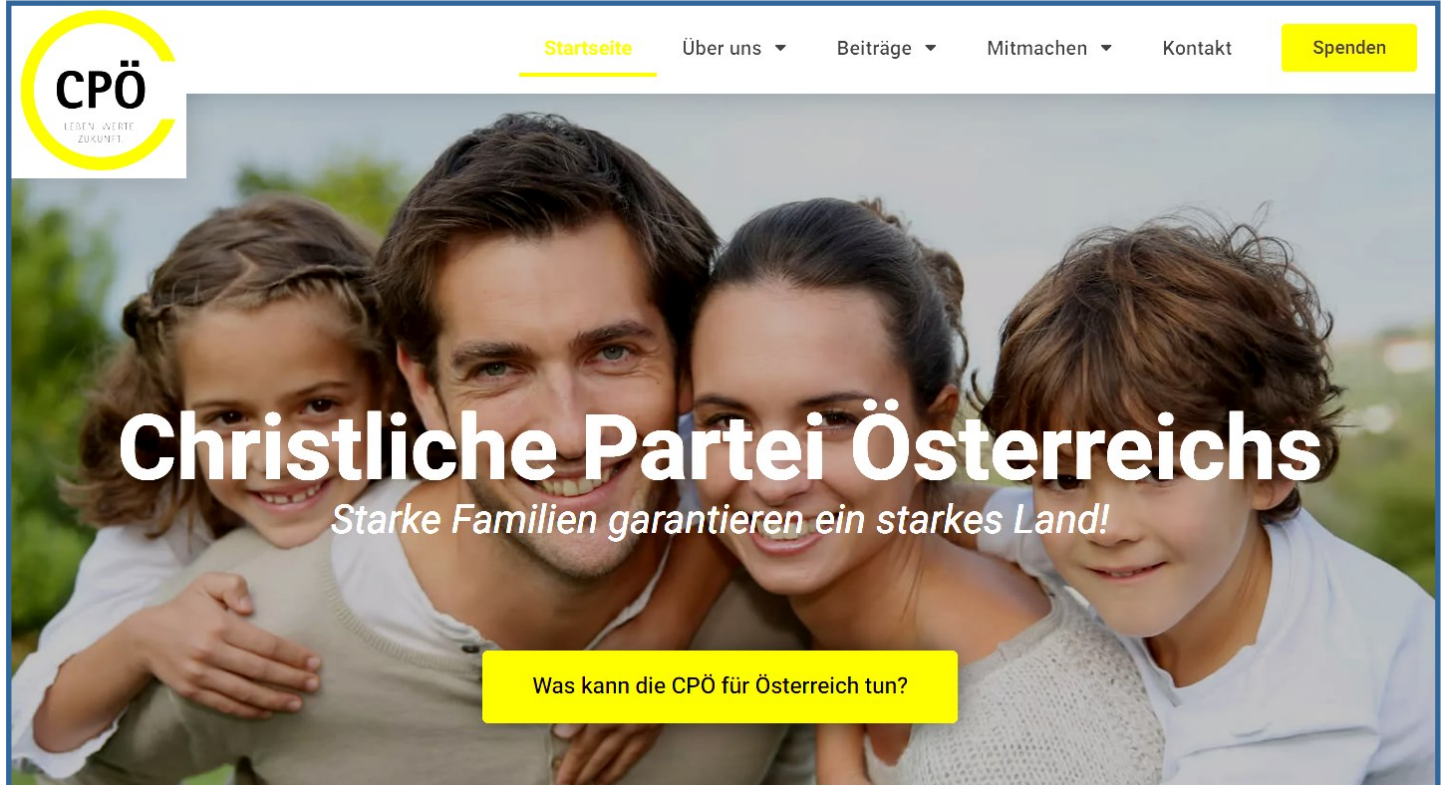 CPÖ
LEBEN. WERTE.
ZUKUNFT.
Startseite
Über uns
Beiträge
Mitmachen
Kontakt
Spenden
Christliche Partei Österreichs
Starke Familien garantieren ein starkes Land!
Was kann die CPÖ für Österreich tun?